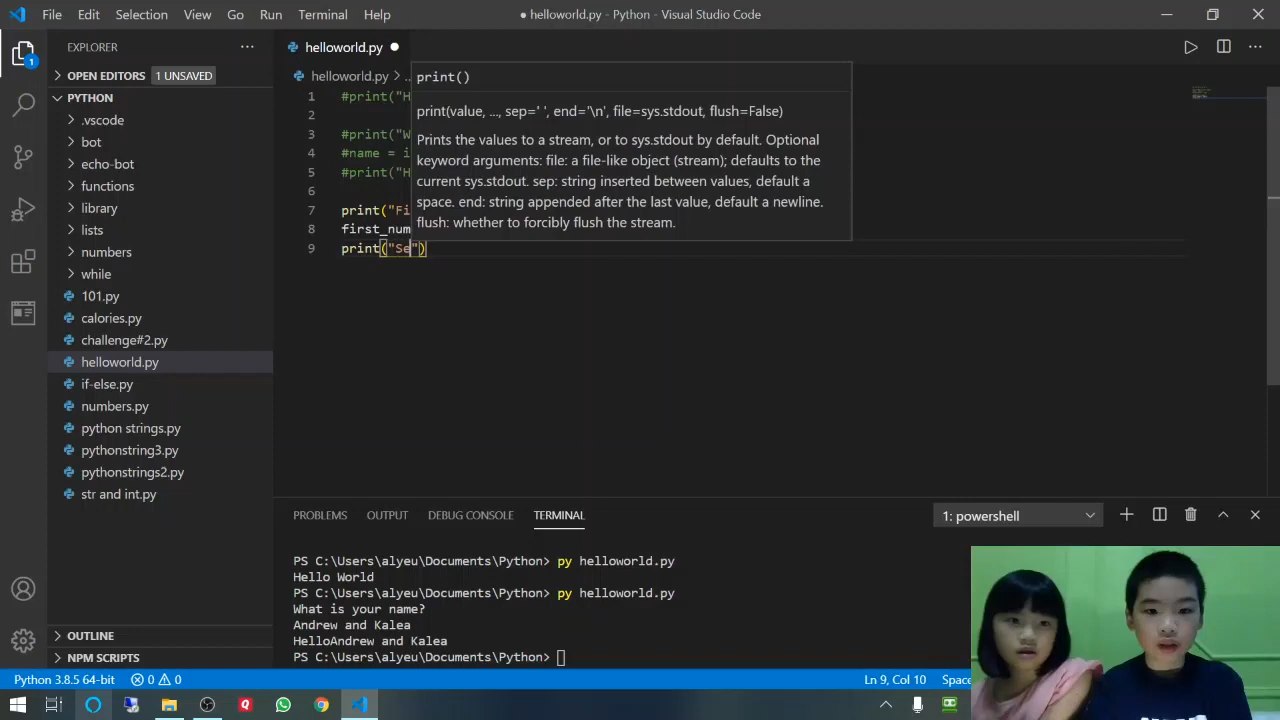 File Edit Selection View Go Run Terminal Help
● helloworld.py - Python - Visual Studio Code
EXPLORER
OPEN EDITORS 1 UNSAVED
PYTHON
.vscode
bot
echo-bot
functions
library
lists
numbers
while
101.py
calories.py
challenge#2.py
helloworld.py
if-else.py
numbers.py
python strings.py
pythonstring3.py
pythonstrings2.py
str and int.py
OUTLINE
NPM SCRIPTS
1
helloworld.py ●
helloworld.py > ..
1 #print("H
2
3 #print("W
4 #name = i
5 #print("H
6
7 print("Fi
8 first_num
9 print("Se")
print()
print(value, ..., sep=' ', end='\n', file=sys.stdout, flush=False)
Prints the values to a stream, or to sys.stdout by default. Optional
keyword arguments: file: a file-like object (stream); defaults to the
current sys.stdout. sep: string inserted between values, default a
space. end: string appended after the last value, default a newline.
flush: whether to forcibly flush the stream.
PROBLEMS OUTPUT DEBUG CONSOLE TERMINAL
1: powershell
PS C:\Users\alyeu\Documents\Python> py helloworld.py
Hello World
PS C:\Users\alyeu\Documents\Python> py helloworld.py
What is your name?
Andrew and Kalea
HelloAndrew and Kalea
PS C:\Users\alyeu\Documents\Python>
Python 3.8.5 64-bit 0 0
Ln 9, Col 10 Space